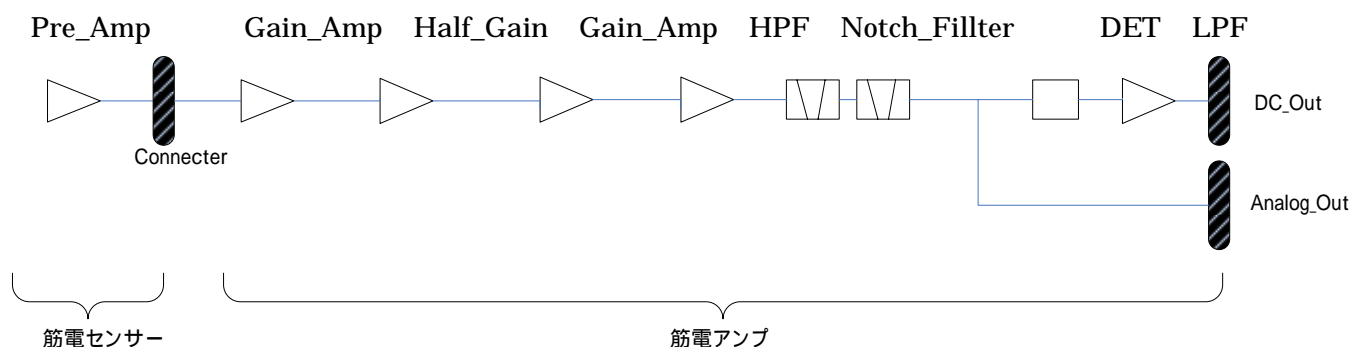 Pre_Amp Gain_Amp Half_Gain Gain_Amp HPF Notch_Fillter DET LPF
DC_Out
Connecter
Analog_Out
筋電センサー 筋電アンプ